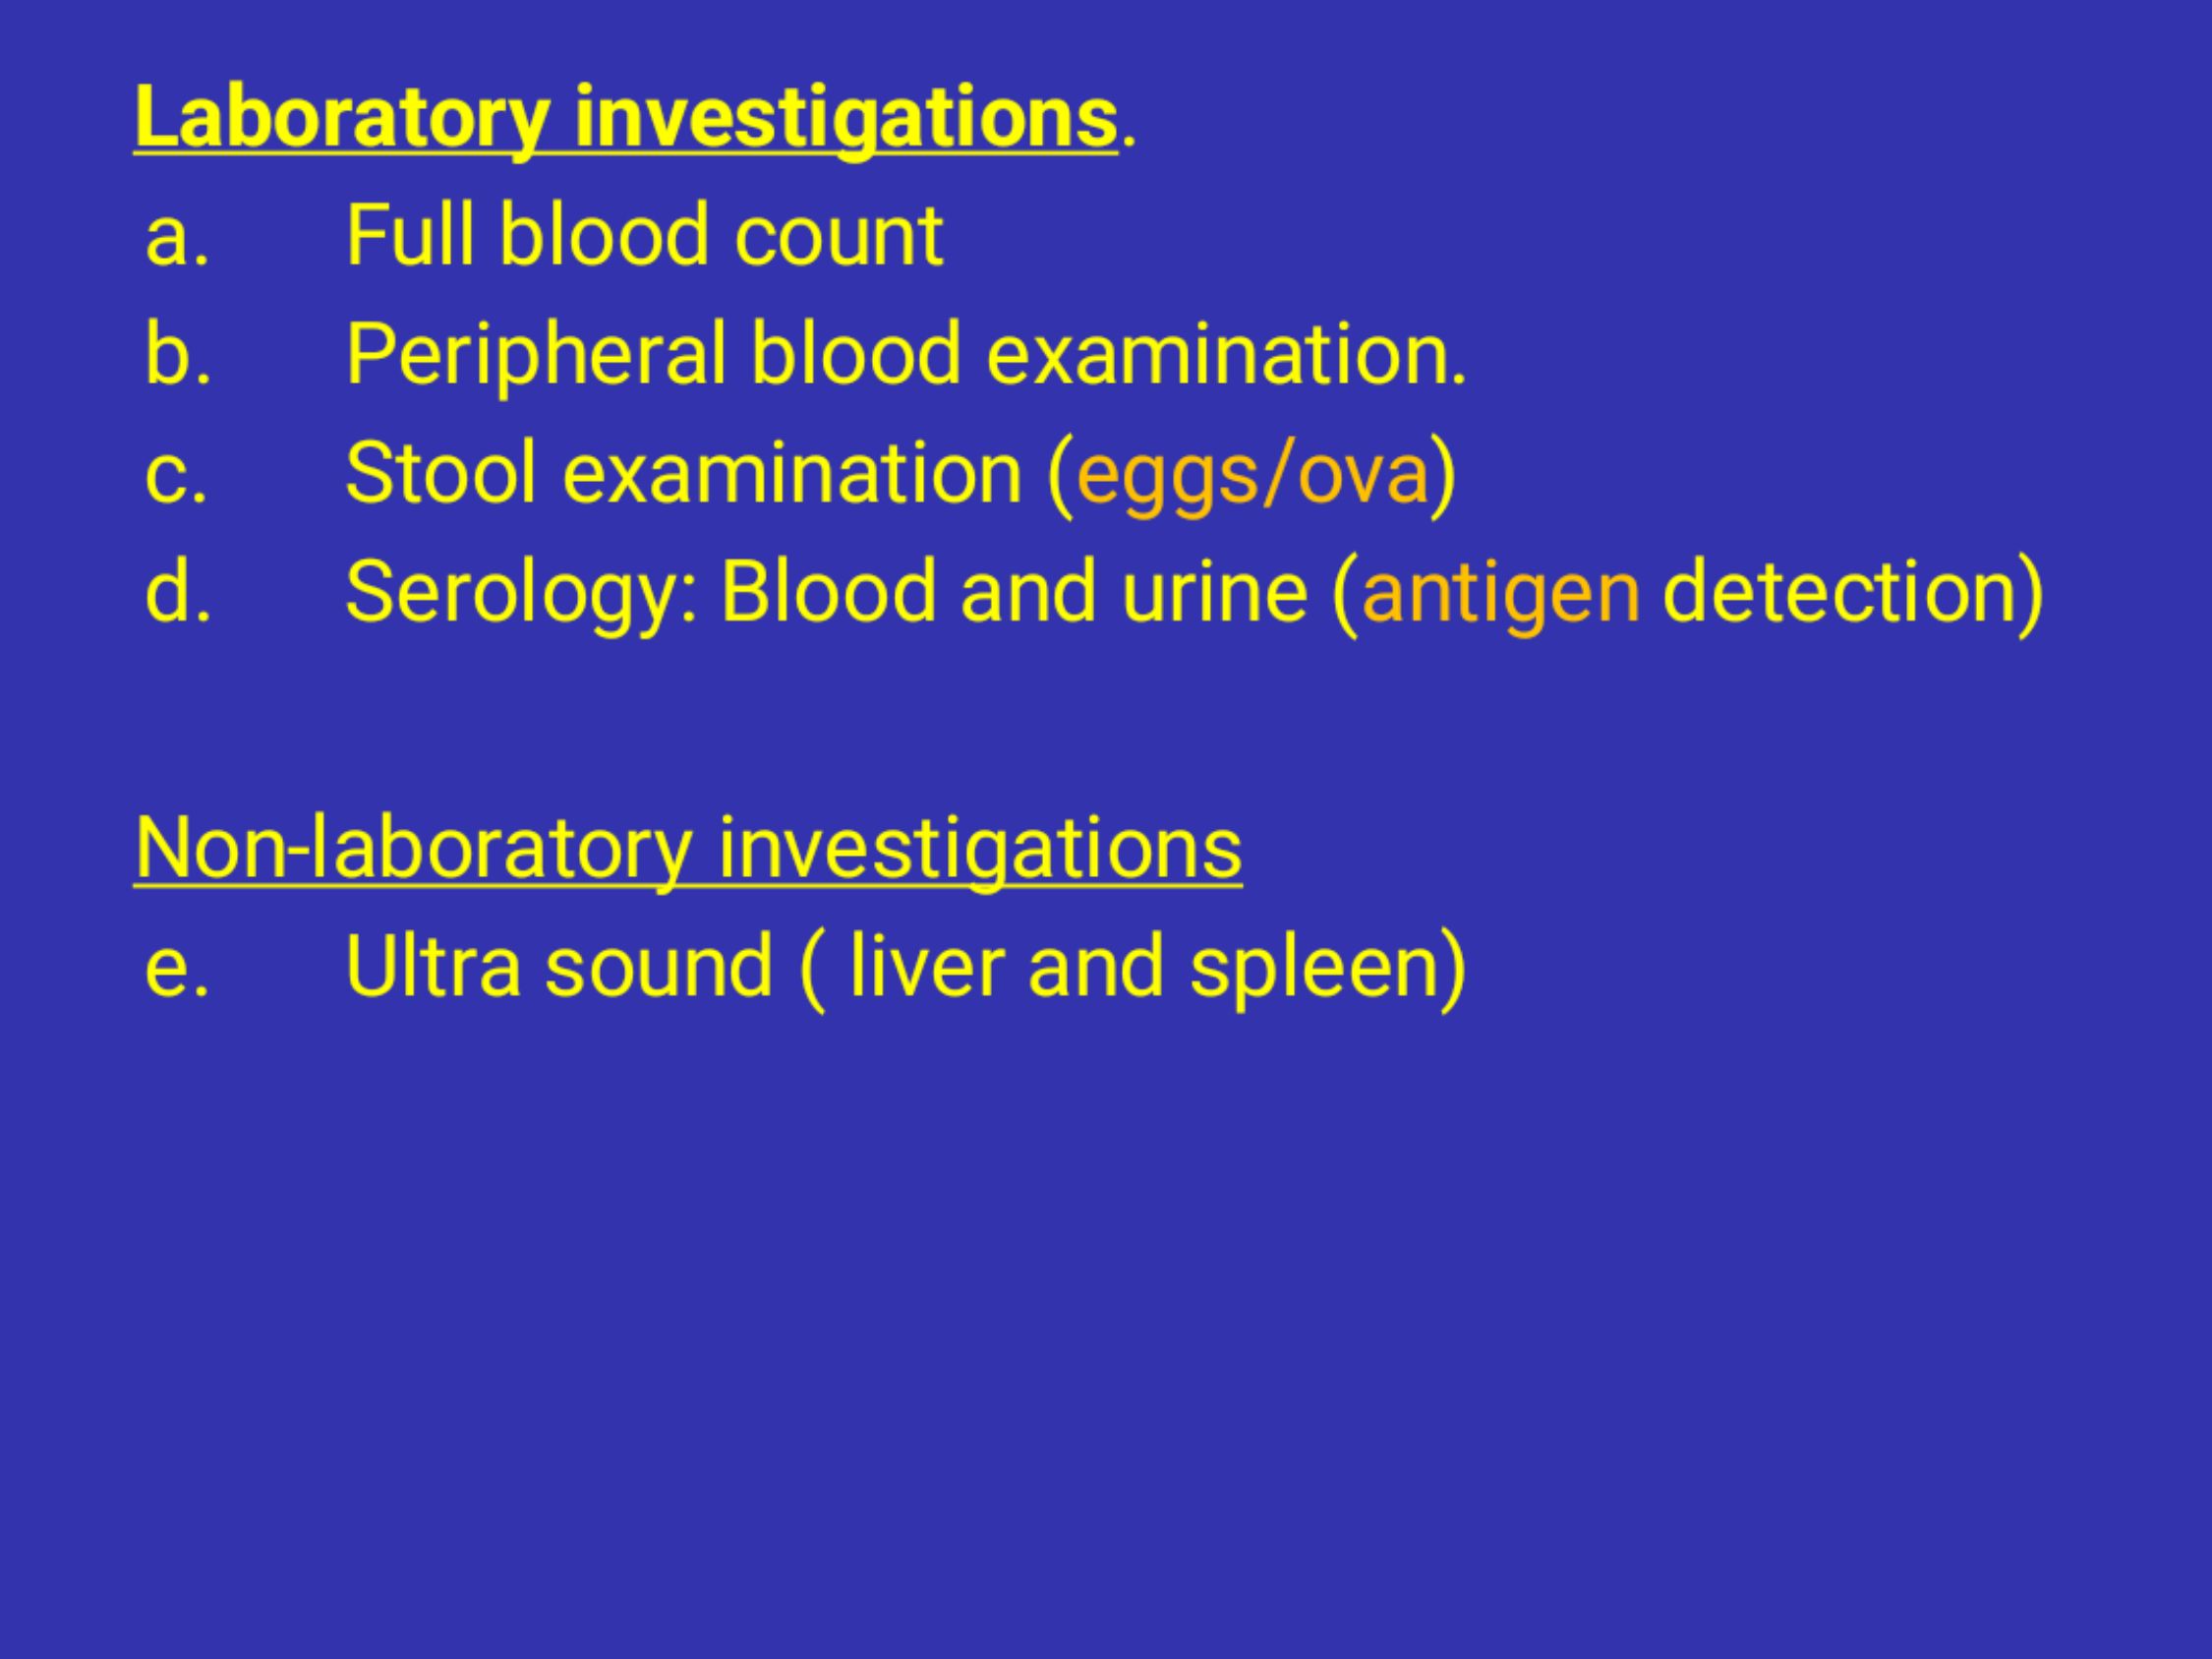 Laboratory investigations.
a. Full blood count
b. Peripheral blood examination.
c. Stool examination (eggs/ova)
d. Serology: Blood and urine (antigen detection)
Non-laboratory investigations
e. Ultra sound ( liver and spleen)